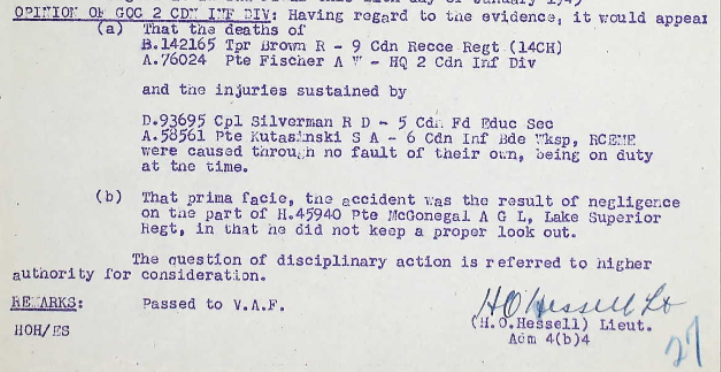 OPINION OF GOC 2 CDN INF DIV: Having regard to the evidence, it would appear
(a) That the deaths of
B.142165 Tpr Brown R - 9 Cdn Recce Regt (14CH)
A.76024 Pte Fischer A W - HQ 2 Cdn Inf Div
and the injuries sustained by
D.93695 Cpl Silverman R D - 5 Cdn Fd Educ Sec
A.58561 Pte Kutasinski S A - 6 Cdn Inf Bde Wksp, RCEME
were caused through no fault of their own, being on duty
at the time.
(b) That prima facie, the accident was the result of negligence
on the part of H.45940 Pte McGonegal A G L, Lake Superior
Regt, in that he did not keep a proper look out.
The question of disciplinary action is referred to higher
authority for consideration.
REMARKS: Passed to V.A.F.
H O Hessell Lt
(H.O.Hessell) Lieut.
HOH/ES
Adm 4(b)4
27